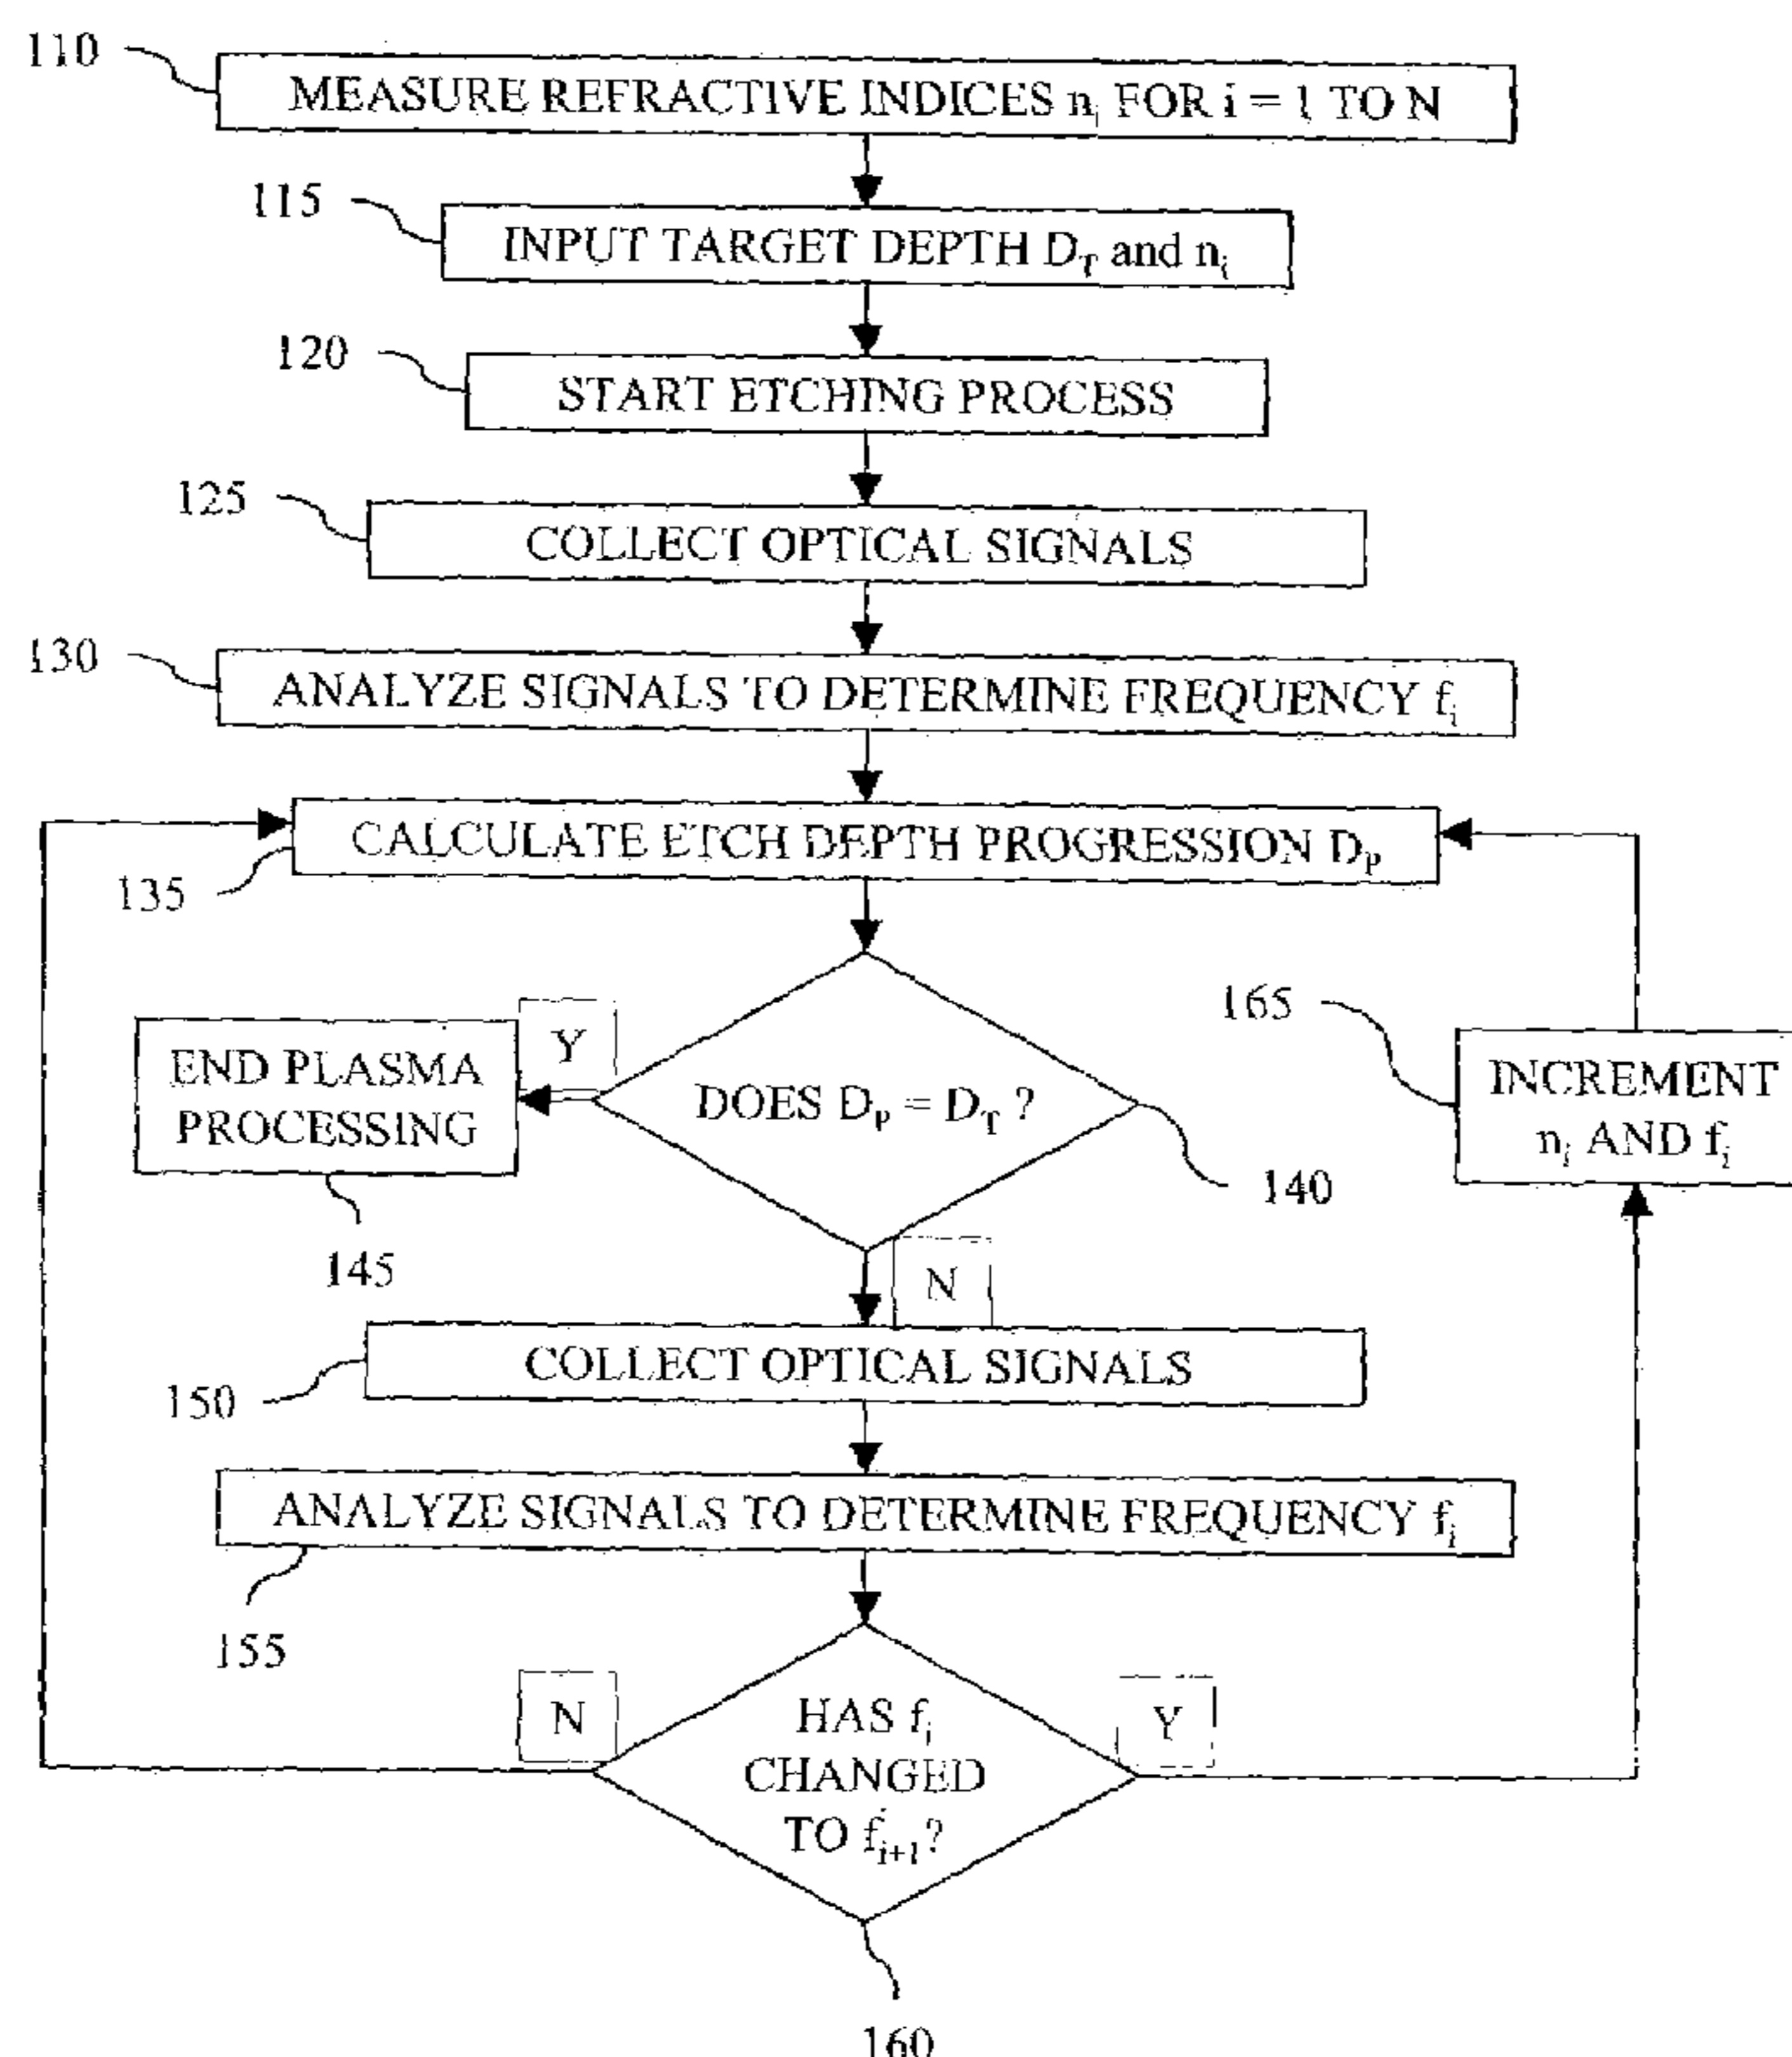 110
MEASURE REFRACTIVE INDICES nᵢ FOR i = 1 TO N
115
INPUT TARGET DEPTH D_T and nᵢ
120
START ETCHING PROCESS
125
COLLECT OPTICAL SIGNALS
130
ANALYZE SIGNALS TO DETERMINE FREQUENCY fᵢ
CALCULATE ETCH DEPTH PROGRESSION D_P
135
165
Y
END PLASMA
PROCESSING
DOES D_P = D_T ?
INCREMENT
nᵢ AND fᵢ
140
145
N
COLLECT OPTICAL SIGNALS
150
ANALYZE SIGNALS TO DETERMINE FREQUENCY fᵢ
155
N
HAS fᵢ
CHANGED
TO fᵢ₊₁?
Y
160